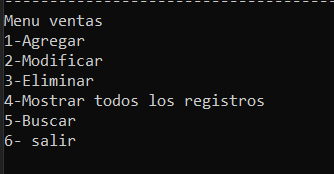 Menu ventas
1-Agregar
2-Modificar
3-Eliminar
4-Mostrar todos los registros
5-Buscar
6- salir